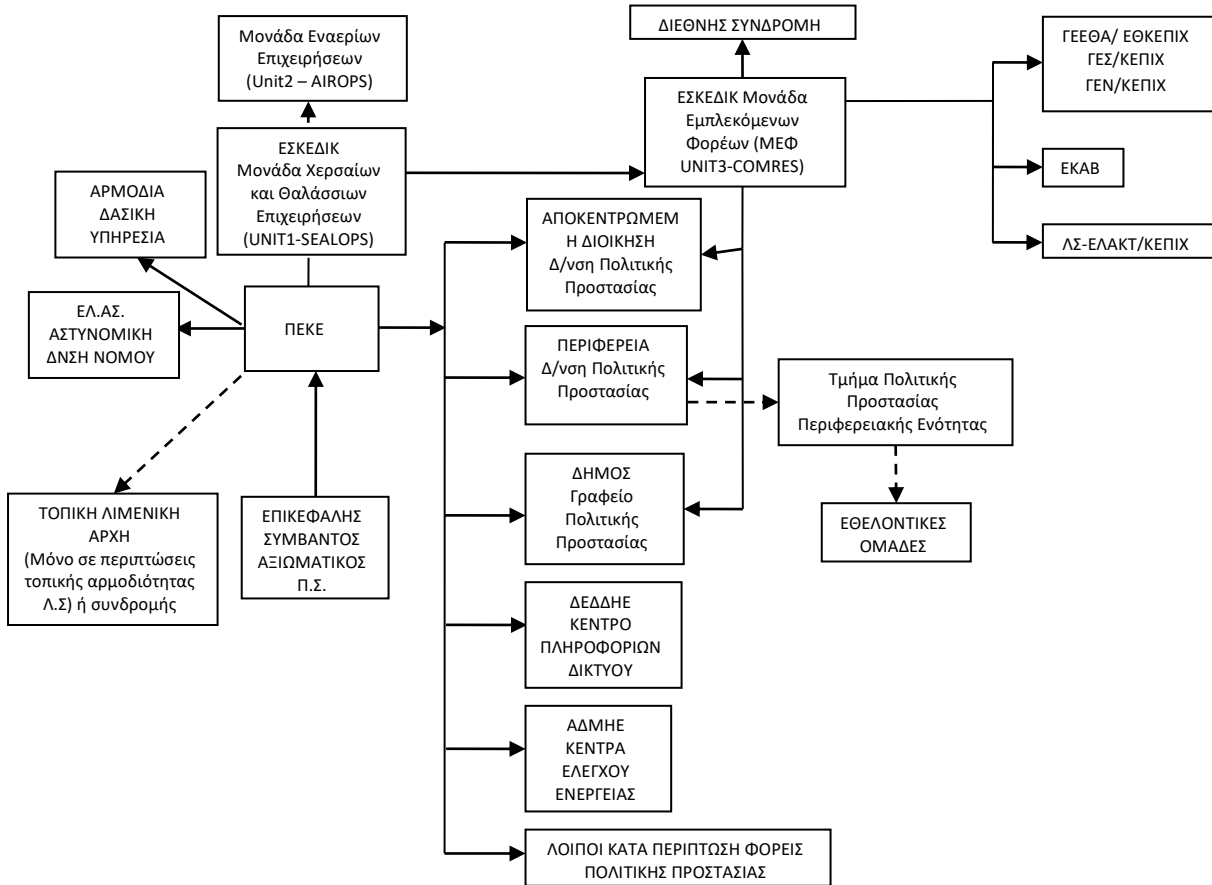 Μονάδα Εναερίων
Επιχειρήσεων
(Unit2 – AIROPS)
ΔΙΕΘΝΗΣ ΣΥΝΔΡΟΜΗ
ΓΕΕΘΑ/ ΕΘΚΕΠΙΧ
ΓΕΣ/ΚΕΠΙΧ
ΓΕΝ/ΚΕΠΙΧ
ΕΣΚΕΔΙΚ
Μονάδα Χερσαίων
και Θαλάσσιων
Επιχειρήσεων
(UNIT1-SEALOPS)
ΕΣΚΕΔΙΚ Μονάδα
Εμπλεκόμενων
Φορέων (ΜΕΦ
UNIT3-COMRES)
ΕΚΑΒ
ΛΣ-ΕΛΑΚΤ/ΚΕΠΙΧ
ΑΡΜΟΔΙΑ
ΔΑΣΙΚΗ
ΥΠΗΡΕΣΙΑ
ΑΠΟΚΕΝΤΡΩΜΕΜ
Η ΔΙΟΙΚΗΣΗ
Δ/νση Πολιτικής
Προστασίας
ΕΛ.ΑΣ.
ΑΣΤΥΝΟΜΙΚΗ
ΔΝΣΗ ΝΟΜΟΥ
ΠΕΚΕ
ΠΕΡΙΦΕΡΕΙΑ
Δ/νση Πολιτικής
Προστασίας
Τμήμα Πολιτικής
Προστασίας
Περιφερειακής Ενότητας
ΤΟΠΙΚΗ ΛΙΜΕΝΙΚΗ
ΑΡΧΗ
(Μόνο σε περιπτώσεις
τοπικής αρμοδιότητας
Λ.Σ) ή συνδρομής
ΕΠΙΚΕΦΑΛΗΣ
ΣΥΜΒΑΝΤΟΣ
ΑΞΙΩΜΑΤΙΚΟΣ
Π.Σ.
ΔΗΜΟΣ
Γραφείο
Πολιτικής
Προστασίας
ΕΘΕΛΟΝΤΙΚΕΣ
ΟΜΑΔΕΣ
ΔΕΔΔΗΕ
ΚΕΝΤΡΟ
ΠΛΗΡΟΦΟΡΙΩΝ
ΔΙΚΤΥΟΥ
ΑΔΜΗΕ
ΚΕΝΤΡΑ
ΕΛΕΓΧΟΥ
ΕΝΕΡΓΕΙΑΣ
ΛΟΙΠΟΙ ΚΑΤΑ ΠΕΡΙΠΤΩΣΗ ΦΟΡΕΙΣ
ΠΟΛΙΤΙΚΗΣ ΠΡΟΣΤΑΣΙΑΣ